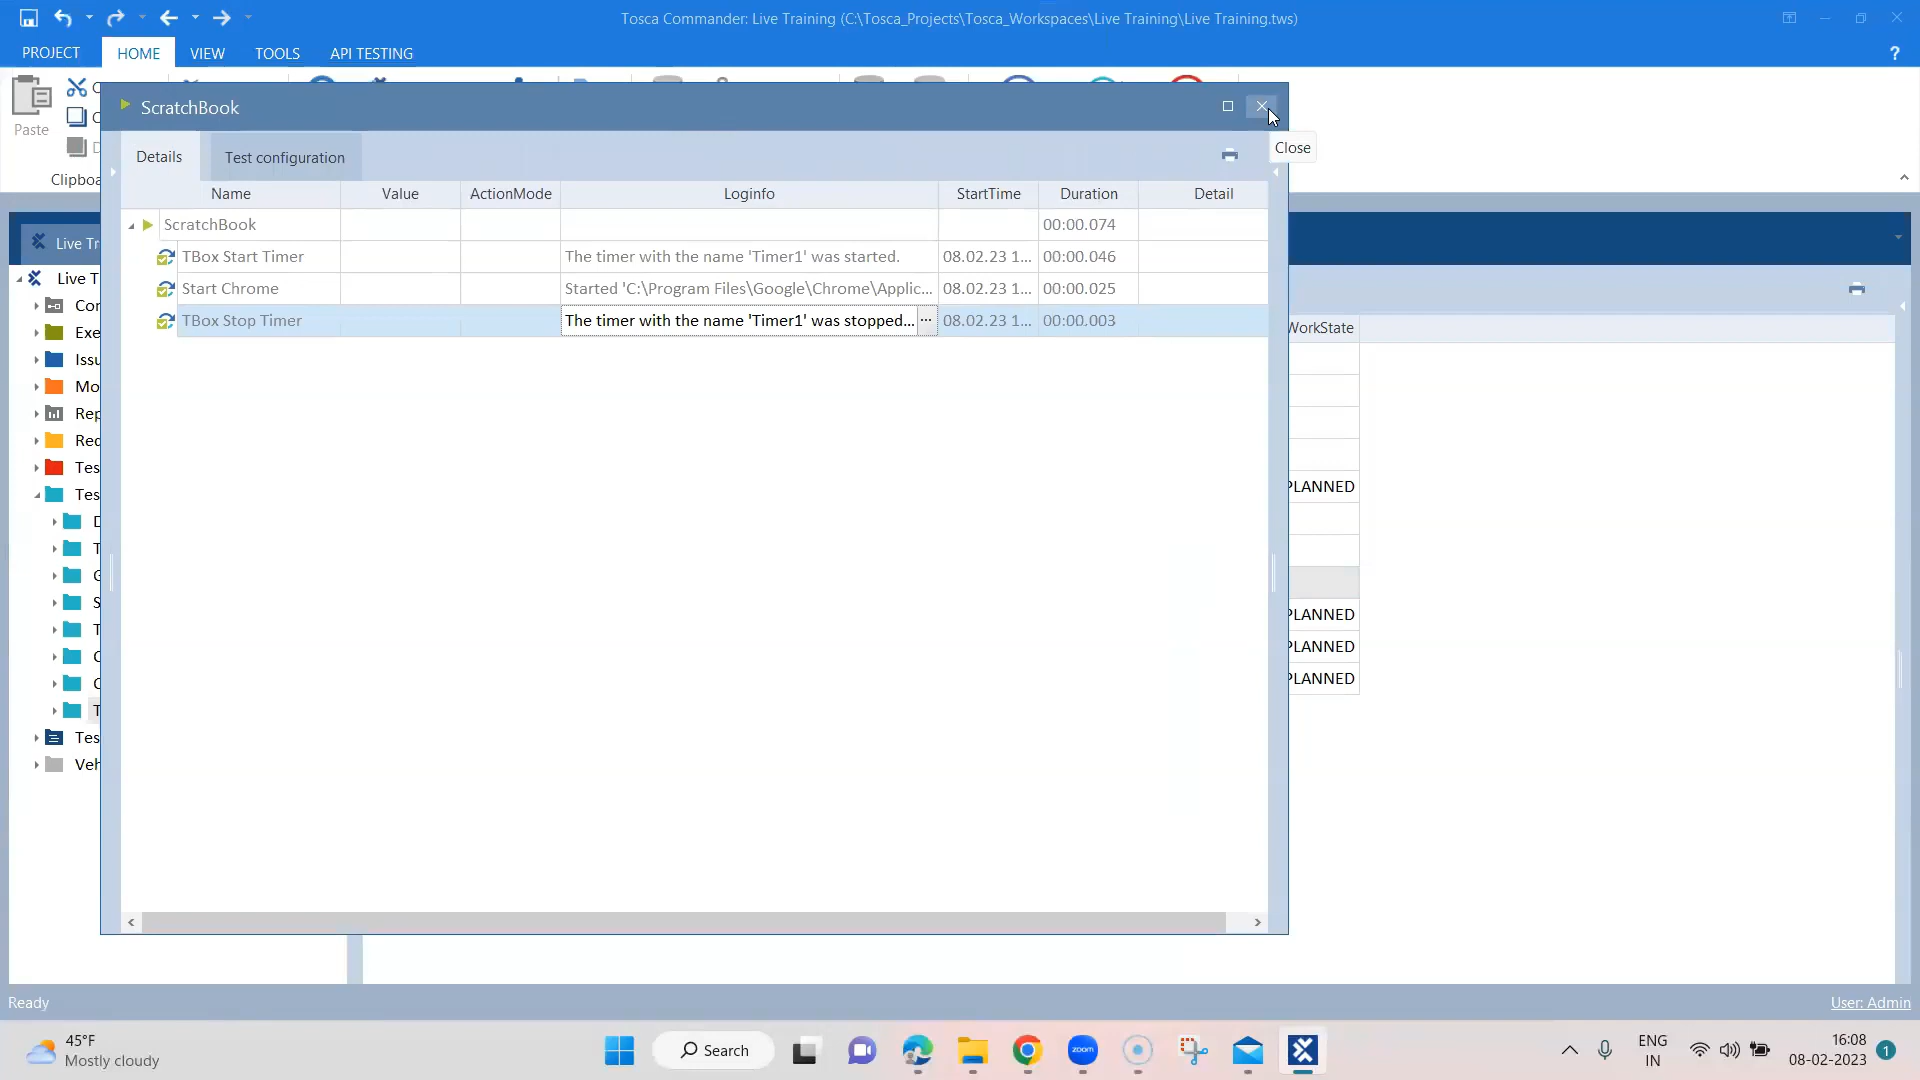 Tosca Commander: Live Training (C:\Tosca_Projects\Tosca_Workspaces\Live Training\Live Training.tws)
PROJECT HOME VIEW TOOLS API TESTING ?
Paste
C
C
D
Clipboa
ScratchBook
Close
Details Test configuration
Name Value ActionMode Loginfo StartTime Duration Detail
ScratchBook 00:00.074
TBox Start Timer The timer with the name 'Timer1' was started. 08.02.23 1... 00:00.046
Start Chrome Started 'C:\Program Files\Google\Chrome\Applic... 08.02.23 1... 00:00.025
TBox Stop Timer The timer with the name 'Timer1' was stopped... ... 08.02.23 1... 00:00.003
Live Tr
Live T
Con
Exe
Issu
Mo
Rep
Rec
Tes
Tes
D
T
G
S
T
C
C
T
Tes
Veh
WorkState
PLANNED
PLANNED
PLANNED
PLANNED
Ready User: Admin
45°F
Mostly cloudy
Search
zoom
ENG
IN
16:08
08-02-2023
1